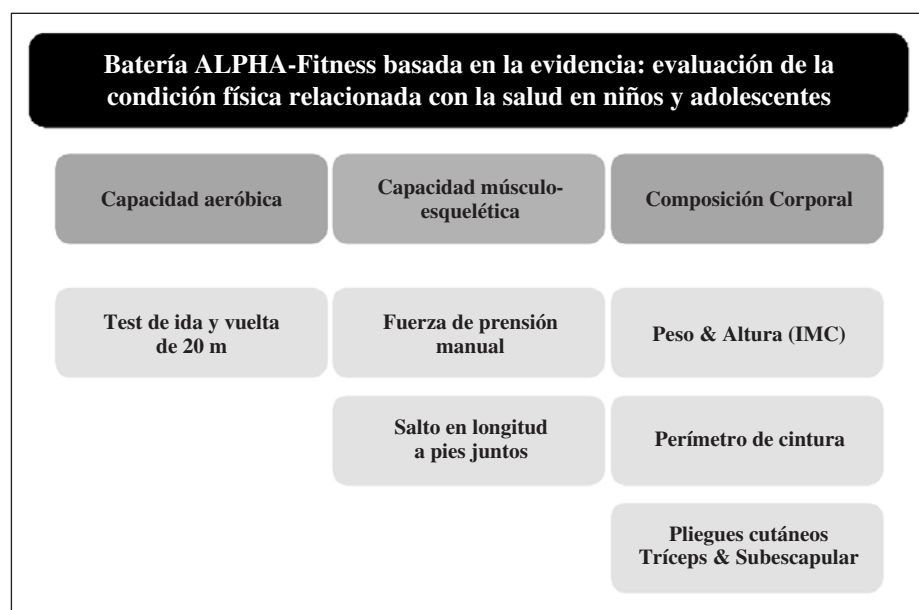 Batería ALPHA-Fitness basada en la evidencia: evaluación de la
condición física relacionada con la salud en niños y adolescentes
Capacidad aeróbica
Capacidad músculo-
esquelética
Composición Corporal
Test de ida y vuelta
de 20 m
Fuerza de prensión
manual
Peso & Altura (IMC)
Salto en longitud
a pies juntos
Perímetro de cintura
Pliegues cutáneos
Tríceps & Subescapular